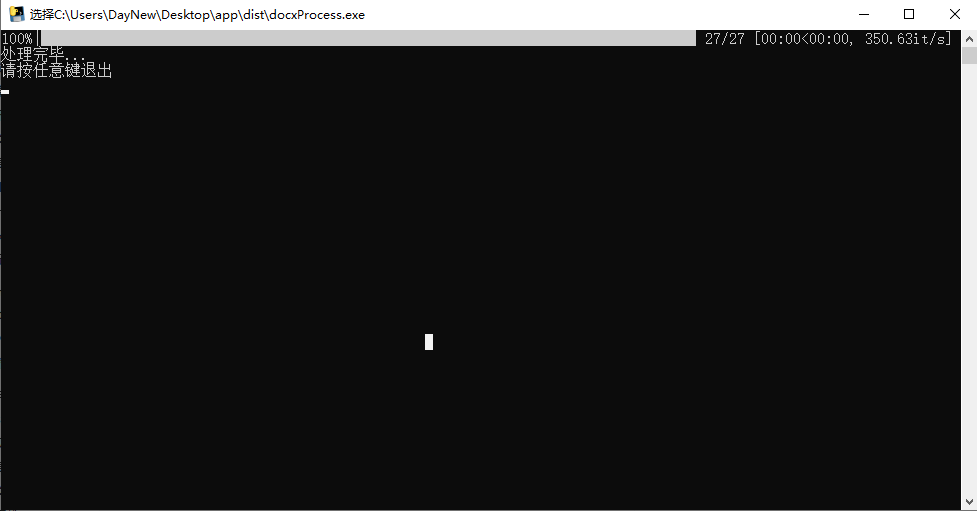 选择C:\Users\DayNew\Desktop\app\dist\docxProcess.exe
100%| 27/27 [00:00<00:00, 350.63it/s]
处理完毕...
请按任意键退出